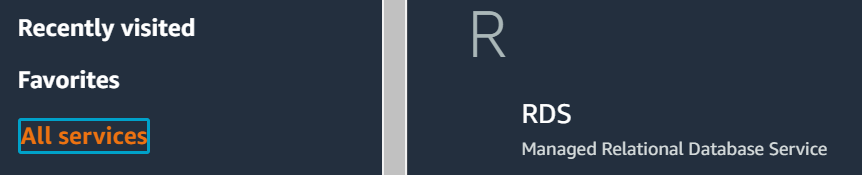 Recently visited
Favorites
All services
R
RDS
Managed Relational Database Service